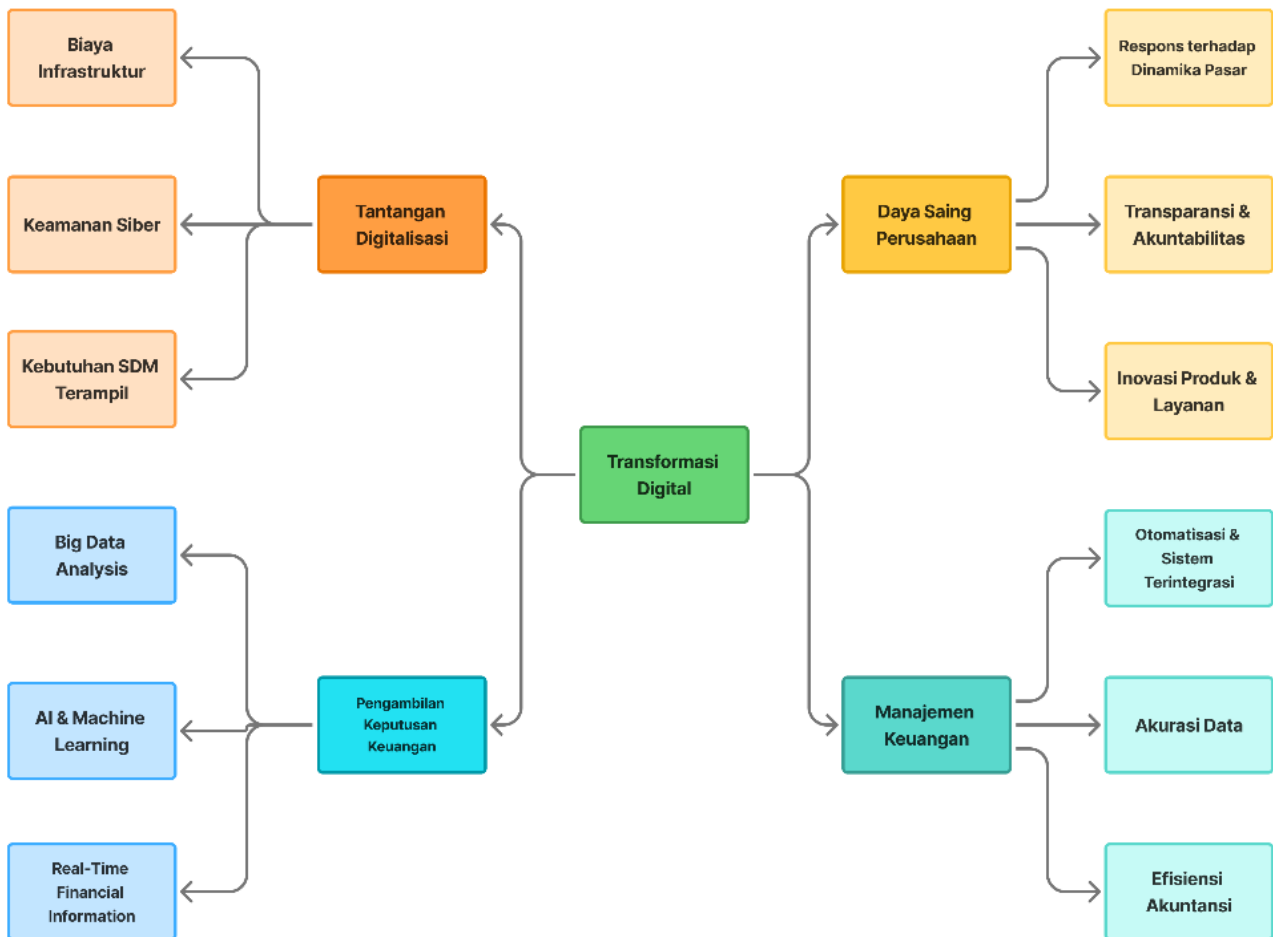 Biaya
Infrastruktur
Keamanan Siber
Kebutuhan SDM
Terampil
Tantangan
Digitalisasi
Big Data
Analysis
AI & Machine
Learning
Real-Time
Financial
Information
Pengambilan
Keputusan
Keuangan
Transformasi
Digital
Daya Saing
Perusahaan
Respons terhadap
Dinamika Pasar
Transparansi &
Akuntabilitas
Inovasi Produk &
Layanan
Manajemen
Keuangan
Otomatisasi &
Sistem
Terintegrasi
Akurasi Data
Efisiensi
Akuntansi